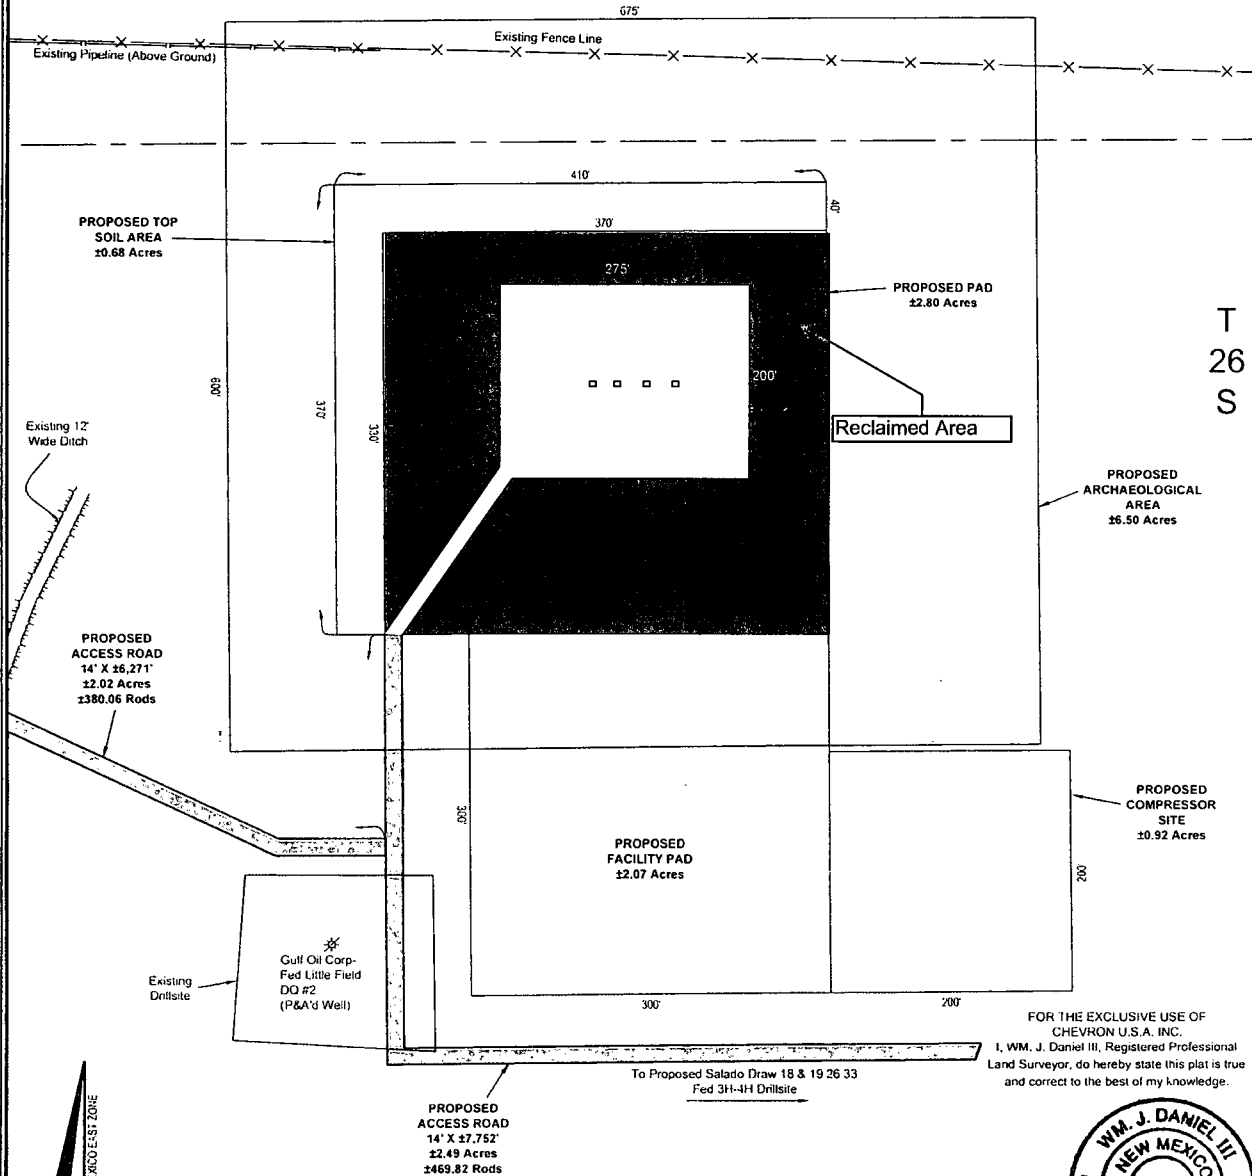 675'
Existing Fence Line
Existing Pipeline (Above Ground)
410'
40'
PROPOSED TOP
SOIL AREA
±0.68 Acres
370'
275'
PROPOSED PAD
±2.80 Acres
T
26
S
600'
370'
330'
200'
Reclaimed Area
Existing 12'
Wide Ditch
PROPOSED
ARCHAEOLOGICAL
AREA
±6.50 Acres
PROPOSED
ACCESS ROAD
14' X ±6,271'
±2.02 Acres
±380.06 Rods
300'
PROPOSED
FACILITY PAD
±2.07 Acres
PROPOSED
COMPRESSOR
SITE
±0.92 Acres
200'
Gulf Oil Corp-
Fed Little Field
DQ #2
(P&A'd Well)
Existing
Drillsite
300'
200'
FOR THE EXCLUSIVE USE OF
CHEVRON U.S.A. INC.
I, WM. J. Daniel III, Registered Professional
Land Surveyor, do hereby state this plat is true
and correct to the best of my knowledge.
To Proposed Salado Draw 18 & 19 26 33
Fed 3H-4H Drillsite
PROPOSED
ACCESS ROAD
14' X ±7,752'
±2.49 Acres
±469.82 Rods
EAST ZONE
WM. J. DANIEL III
NEW MEXICO